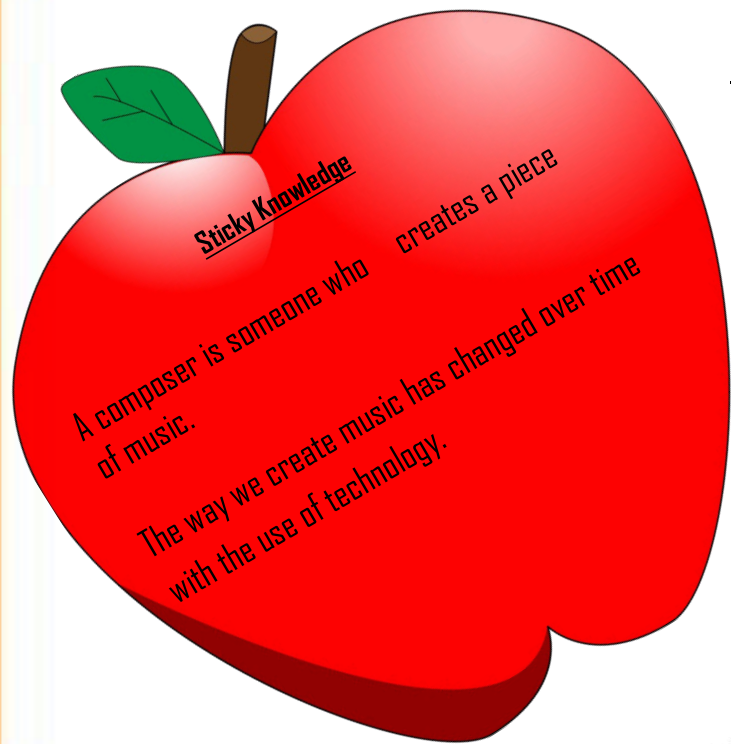 Sticky Knowledge
A composer is someone who creates a piece
of music.
The way we create music has changed over time
with the use of technology.